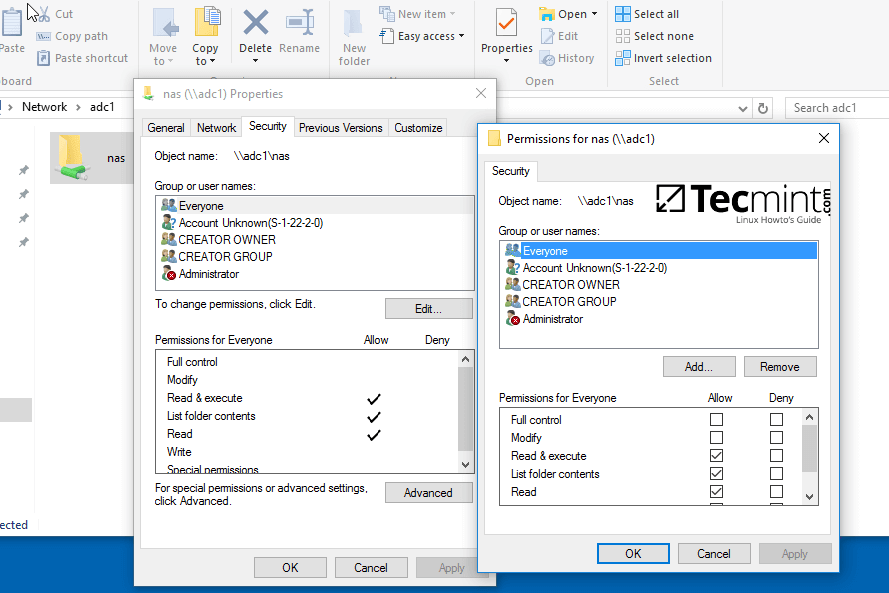 Cut
Copy path
Paste shortcut
Paste
Move to
Copy to
Delete
Rename
New folder
New item
Easy access
Properties
Open
Edit
History
Select all
Select none
Invert selection
Open
Select
Network
adc1
Search adc1
nas
nas (\\adc1) Properties
General
Network
Security
Previous Versions
Customize
Object name: \\adc1\nas
Group or user names:
Everyone
Account Unknown(S-1-22-2-0)
CREATOR OWNER
CREATOR GROUP
Administrator
To change permissions, click Edit.
Edit...
Permissions for Everyone Allow Deny
Full control
Modify
Read & execute
List folder contents
Read
Write
Special permissions
For special permissions or advanced settings,
click Advanced.
Advanced
OK
Cancel
Apply
Permissions for nas (\\adc1)
Security
Object name: \\adc1\nas
Tecmint.com
Linux Howto's Guide
Group or user names:
Everyone
Account Unknown(S-1-22-2-0)
CREATOR OWNER
CREATOR GROUP
Administrator
Add...
Remove
Permissions for Everyone Allow Deny
Full control
Modify
Read & execute
List folder contents
Read
OK
Cancel
Apply